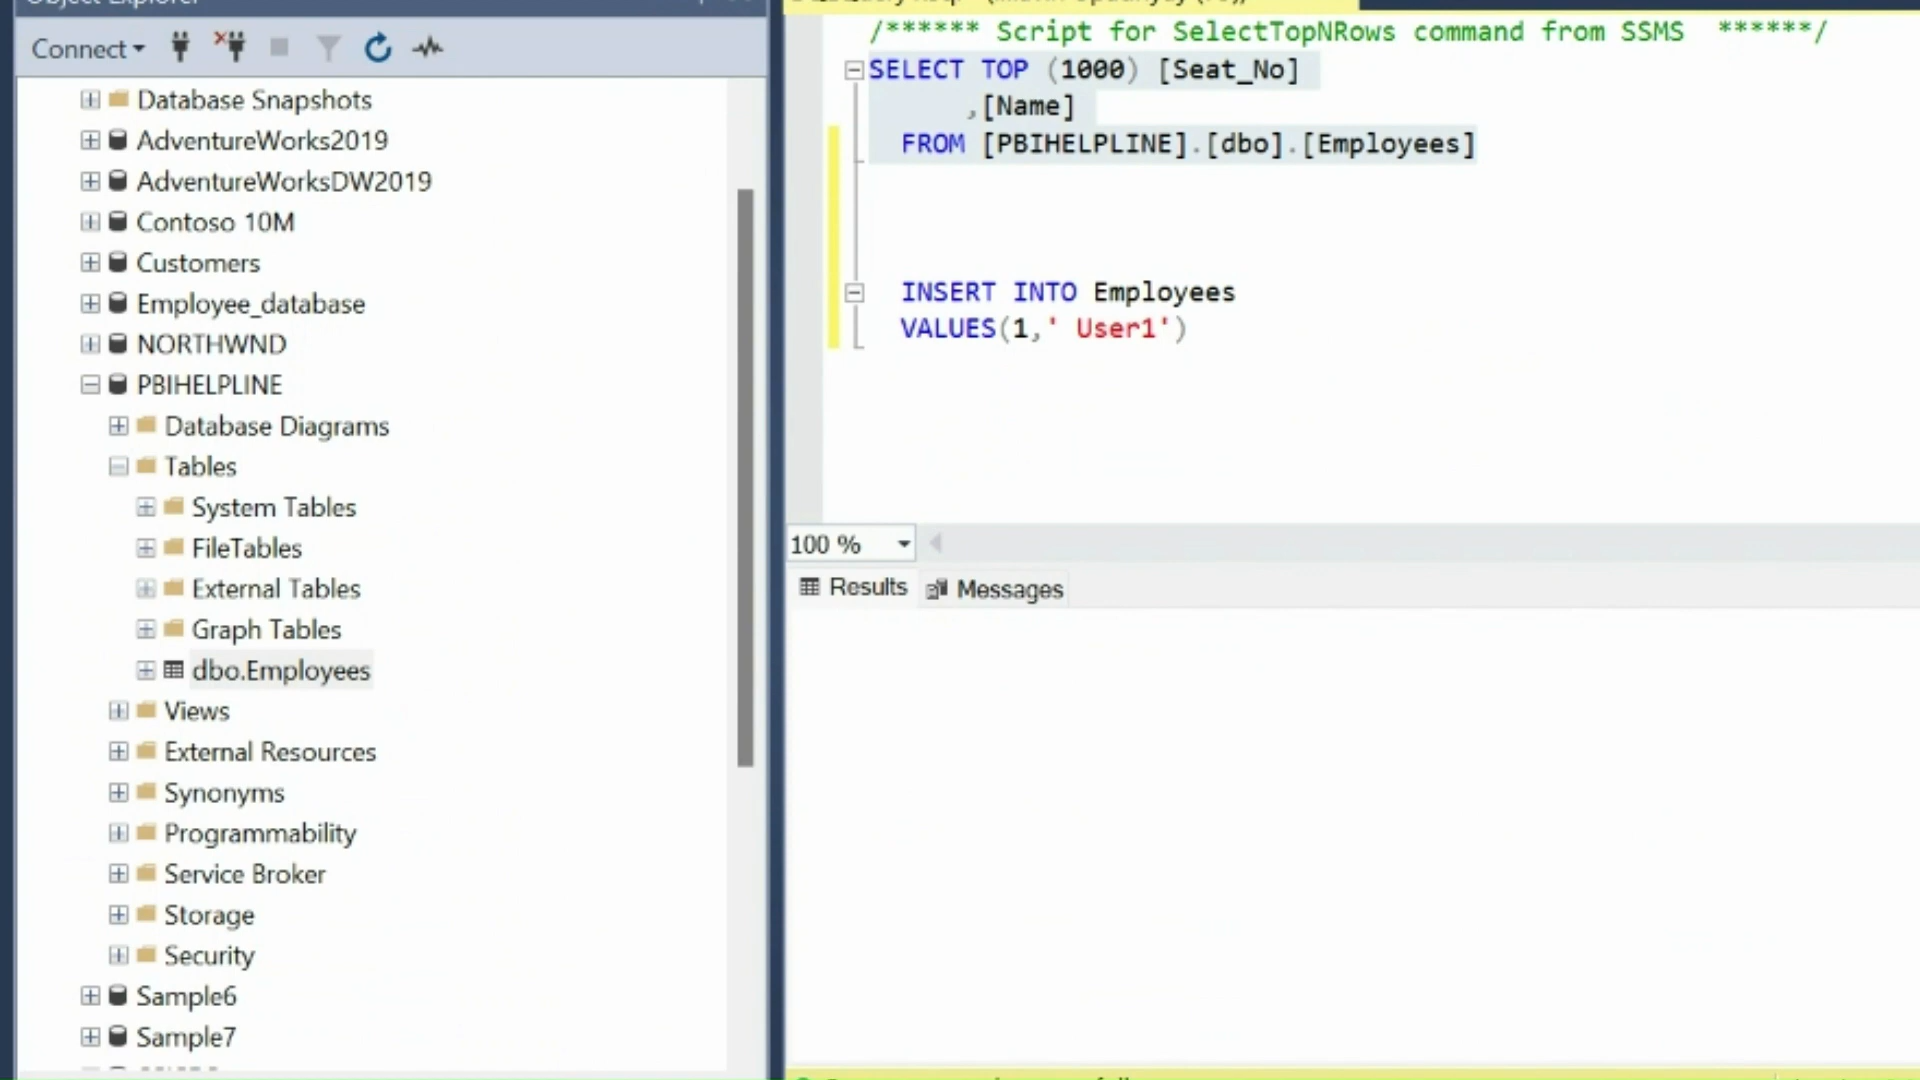 Object Explorer
Connect
Database Snapshots
AdventureWorks2019
AdventureWorksDW2019
Contoso 10M
Customers
Employee_database
NORTHWND
PBIHELPLINE
Database Diagrams
Tables
System Tables
FileTables
External Tables
Graph Tables
dbo.Employees
Views
External Resources
Synonyms
Programmability
Service Broker
Storage
Security
Sample6
Sample7
/****** Script for SelectTopNRows command from SSMS  ******/
SELECT TOP (1000) [Seat_No]
,[Name]
FROM [PBIHELPLINE].[dbo].[Employees]
INSERT INTO Employees
VALUES(1,' User1')
100 %
Results Messages